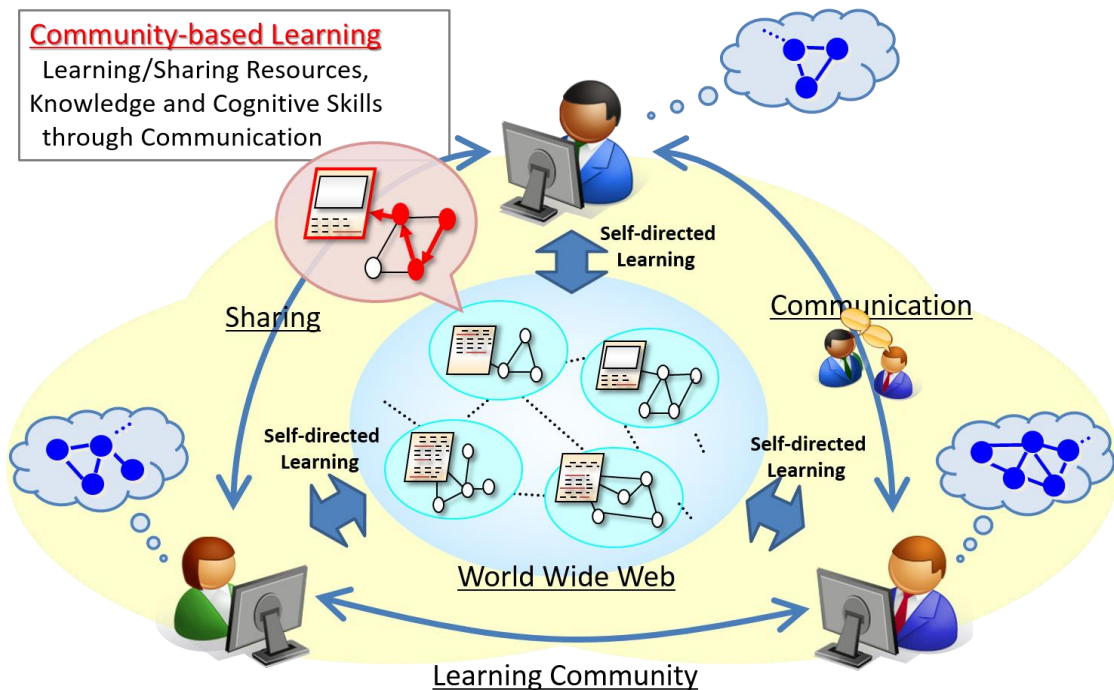 Community-based Learning
Learning/Sharing Resources,
Knowledge and Cognitive Skills
through Communication
Self-directed
Learning
Sharing
Communication
Self-directed
Learning
Self-directed
Learning
World Wide Web
Learning Community